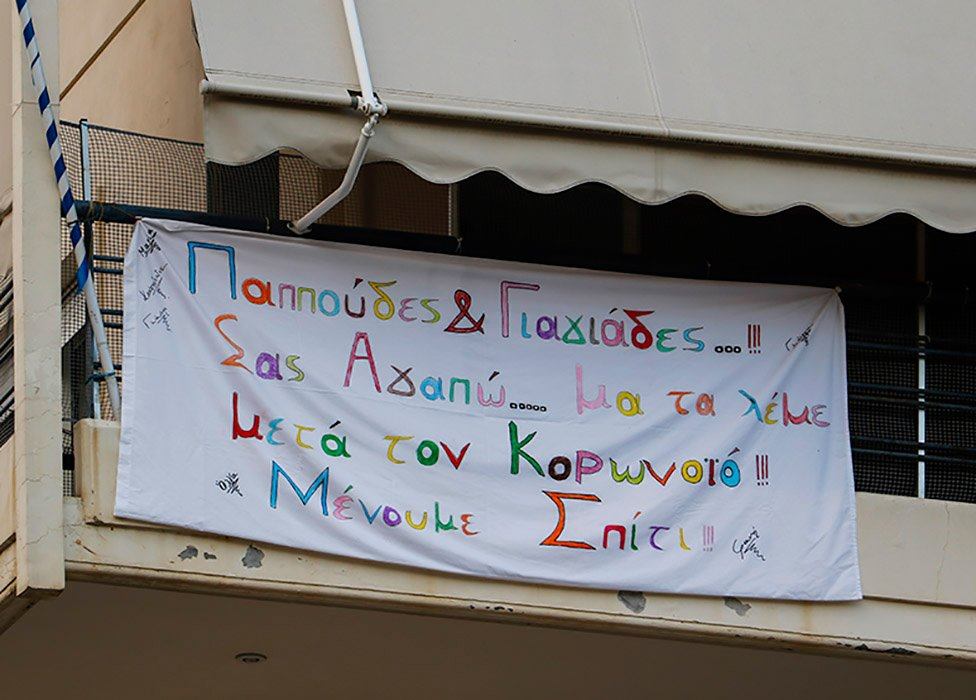 Παππούδες & Γιαγιάδες...!!!
Σας Αγαπώ..... μα τα λέμε
μετά τον Κορωνοϊό!!!
Μένουμε Σπίτι!!!